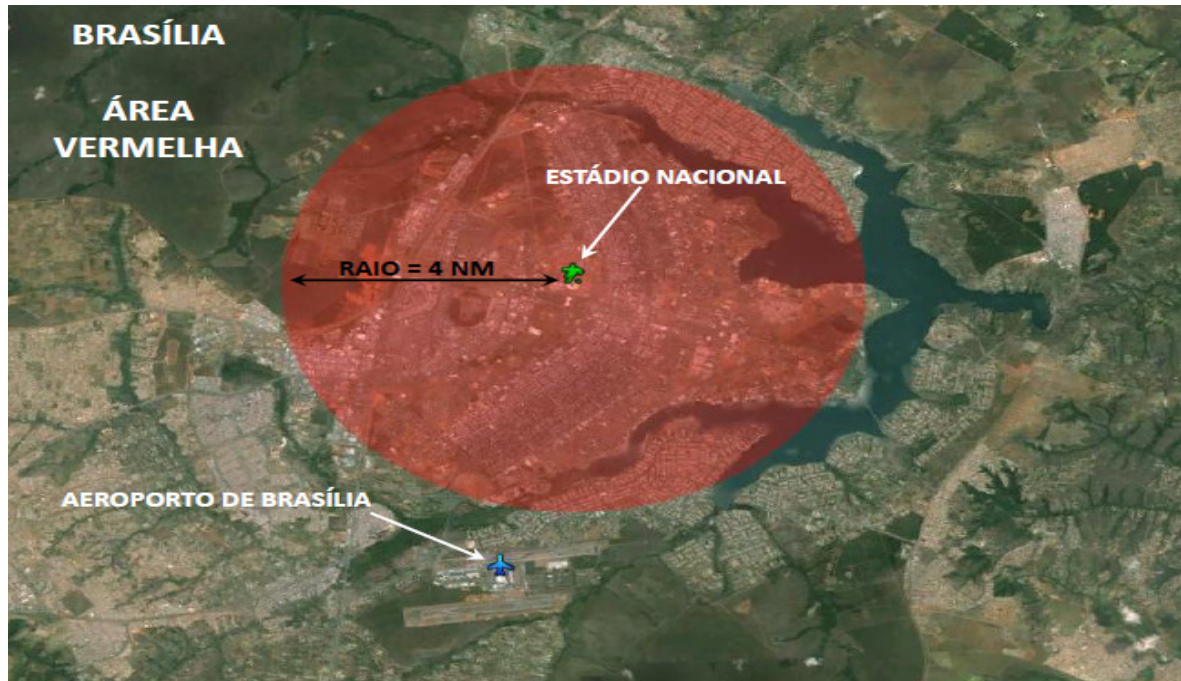 BRASÍLIA
ÁREA
VERMELHA
ESTÁDIO NACIONAL
RAIO = 4 NM
AEROPORTO DE BRASÍLIA